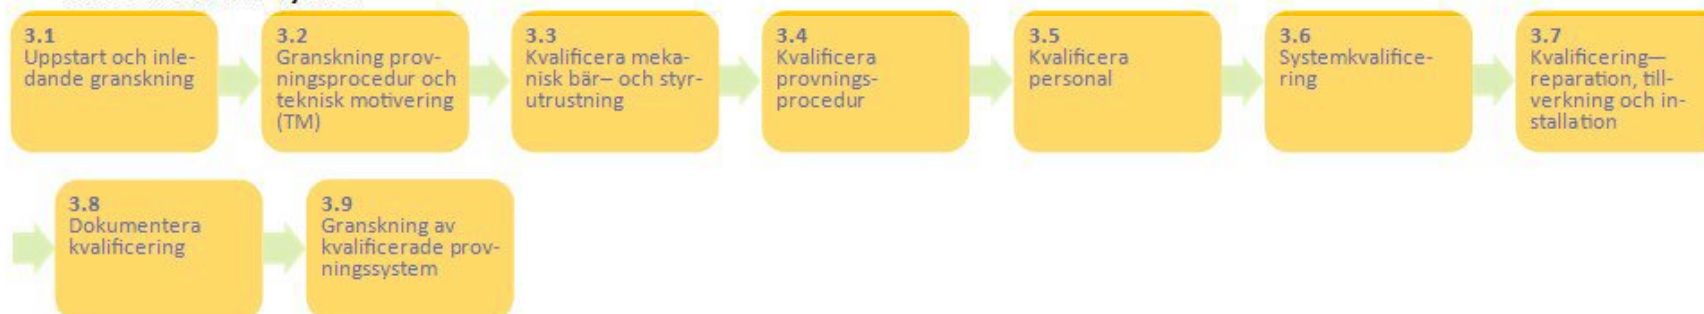 3.1
Uppstart och inle-
dande granskning
3.2
Granskning prov-
ningsprocedur och
teknisk motivering
(TM)
3.3
Kvalificera meka-
nisk bär– och styr-
utrustning
3.4
Kvalificera
provnings-
procedur
3.5
Kvalificera
personal
3.6
Systemkvalifice-
ring
3.7
Kvalificering—
reparation, till-
verkning och in-
stallation
3.8
Dokumentera
kvalificering
3.9
Granskning av
kvalificerade prov-
ningssystem